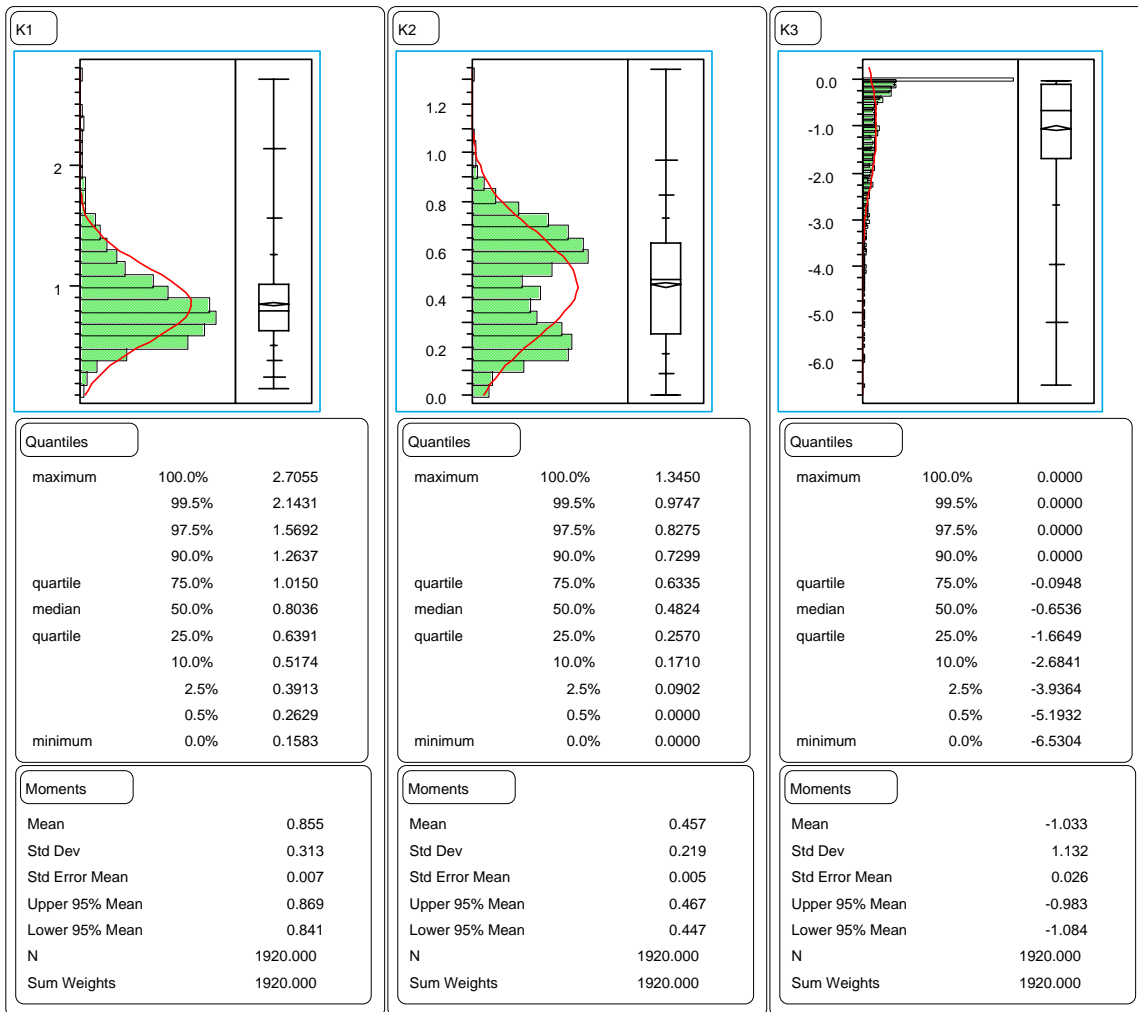 K1
2
1
Quantiles
maximum 100.0% 2.7055
99.5% 2.1431
97.5% 1.5692
90.0% 1.2637
quartile 75.0% 1.0150
median 50.0% 0.8036
quartile 25.0% 0.6391
10.0% 0.5174
2.5% 0.3913
0.5% 0.2629
minimum 0.0% 0.1583
Moments
Mean 0.855
Std Dev 0.313
Std Error Mean 0.007
Upper 95% Mean 0.869
Lower 95% Mean 0.841
N 1920.000
Sum Weights 1920.000
K2
1.2
1.0
0.8
0.6
0.4
0.2
0.0
Quantiles
maximum 100.0% 1.3450
99.5% 0.9747
97.5% 0.8275
90.0% 0.7299
quartile 75.0% 0.6335
median 50.0% 0.4824
quartile 25.0% 0.2570
10.0% 0.1710
2.5% 0.0902
0.5% 0.0000
minimum 0.0% 0.0000
Moments
Mean 0.457
Std Dev 0.219
Std Error Mean 0.005
Upper 95% Mean 0.467
Lower 95% Mean 0.447
N 1920.000
Sum Weights 1920.000
K3
0.0
-1.0
-2.0
-3.0
-4.0
-5.0
-6.0
Quantiles
maximum 100.0% 0.0000
99.5% 0.0000
97.5% 0.0000
90.0% 0.0000
quartile 75.0% -0.0948
median 50.0% -0.6536
quartile 25.0% -1.6649
10.0% -2.6841
2.5% -3.9364
0.5% -5.1932
minimum 0.0% -6.5304
Moments
Mean -1.033
Std Dev 1.132
Std Error Mean 0.026
Upper 95% Mean -0.983
Lower 95% Mean -1.084
N 1920.000
Sum Weights 1920.000